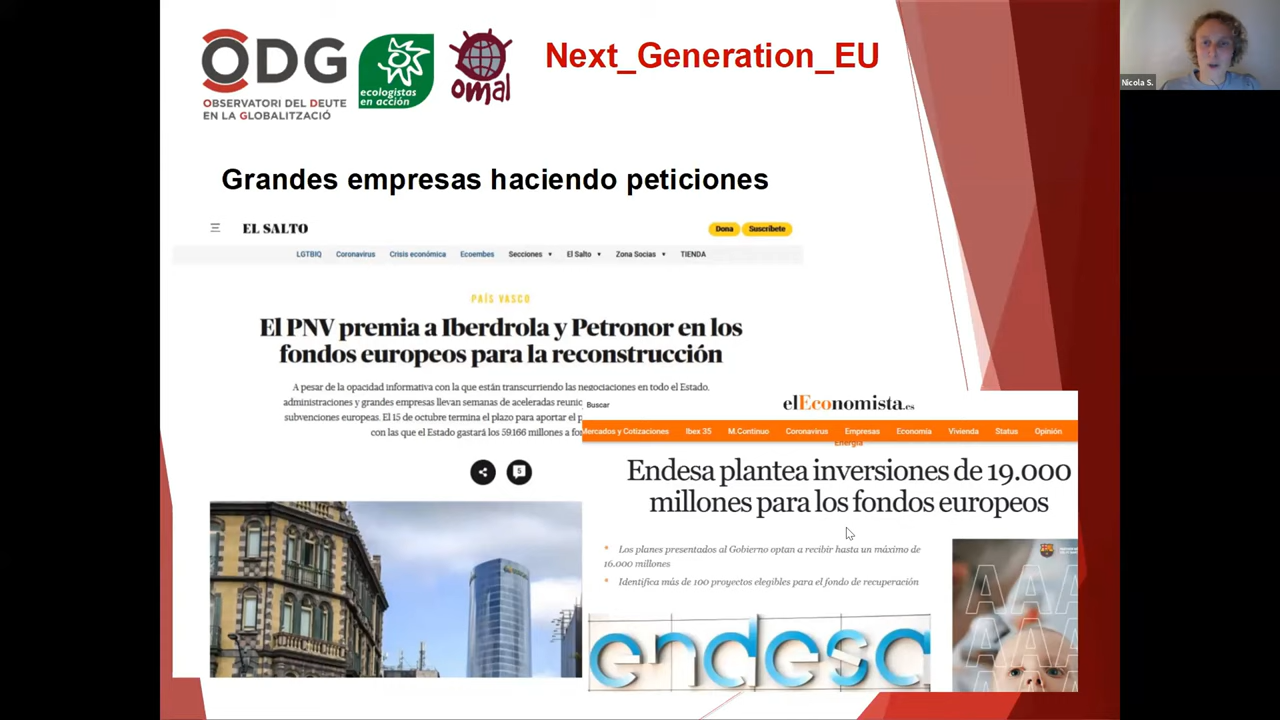 ODG
OBSERVATORI DEL DEUTE
EN LA GLOBALITZACIÓ
ecologistas
en acción
omal
Next_Generation_EU
Nicola S.
Grandes empresas haciendo peticiones
EL SALTO
Dona Suscríbete
LGTBIQ Coronavirus Crisis económica Ecoembes Secciones El Salto Zona Socias TIENDA
PAÍS VASCO
El PNV premia a Iberdrola y Petronor en los
fondos europeos para la reconstrucción
A pesar de la opacidad informativa con la que están transcurriendo las negociaciones en todo el Estado,
administraciones y grandes empresas llevan semanas de aceleradas
subvenciones europeas. El 15 de octubre termina el plazo para aportar el
con las que el Estado gastará los 59.166 millones a
5
Buscar
elEconomista.es
Mercados y Cotizaciones Ibex 35 M.Continuo Coronavirus Empresas Economía Vivienda Status Opinión
Energía
Endesa plantea inversiones de 19.000
millones para los fondos europeos
Los planes presentados al Gobierno optan a recibir hasta un máximo de
16.000 millones
Identifica más de 100 proyectos elegibles para el fondo de recuperación
endesa
AAA
AAA
AAA